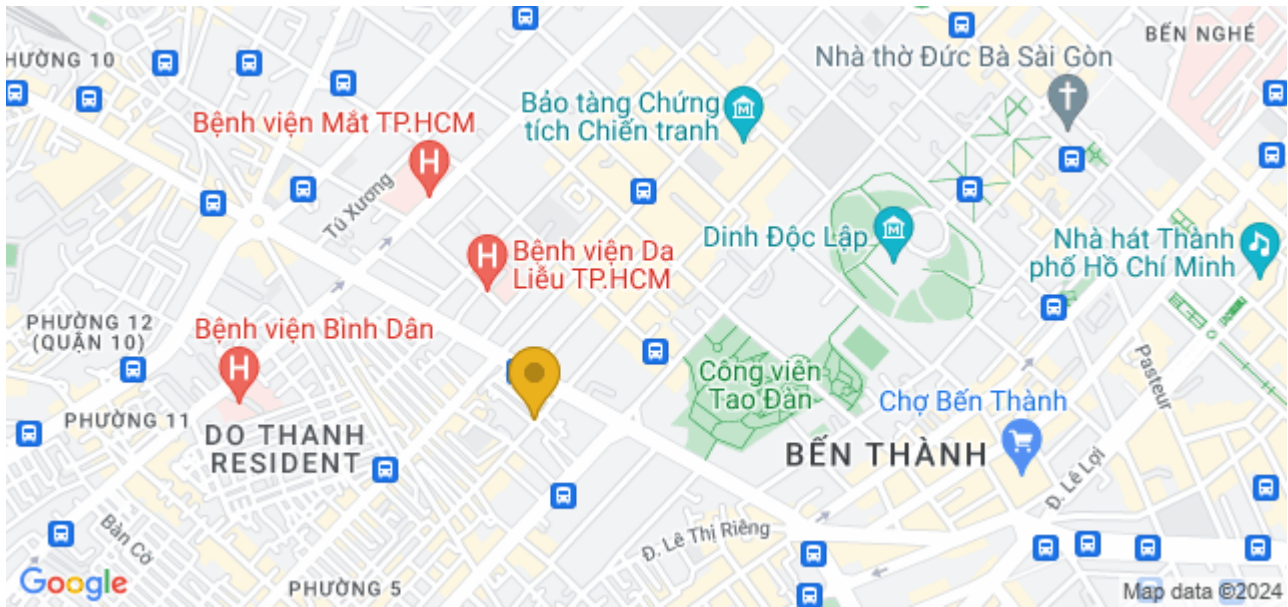 BẾN NGHÉ
HƯỜNG 10
Nhà thờ Đức Bà Sài Gòn
Bảo tàng Chứng
tích Chiến tranh
Bệnh viện Mắt TP.HCM
Tú Xương
Dinh Độc Lập
Bệnh viện Da
Liễu TP.HCM
Nhà hát Thành
phố Hồ Chí Minh
PHƯỜNG 12
(QUẬN 10)
Bệnh viện Bình Dân
Công viên
Tao Đàn
Pasteur
Chợ Bến Thành
PHƯỜNG 11
DO THANH
RESIDENT
BẾN THÀNH
Đ. Lê Lợi
Bàn Cờ
Đ. Lê Thị Riêng
Google
PHƯỜNG 5
Map data ©2024